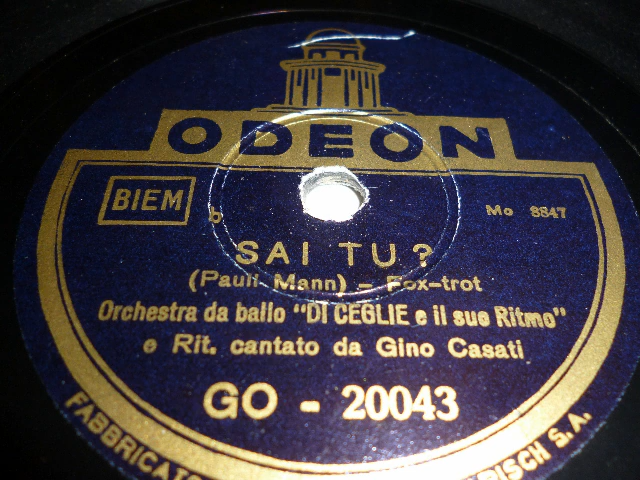 ODEON
BIEM
b
Mo 8847
SAI TU?
(Pauli Mann) - Fox-trot
Orchestra da ballo "DI CEGLIE e il suo Ritmo"
e Rit. cantato da Gino Casati
GO - 20043
FABBRICATO RISCH S.A.